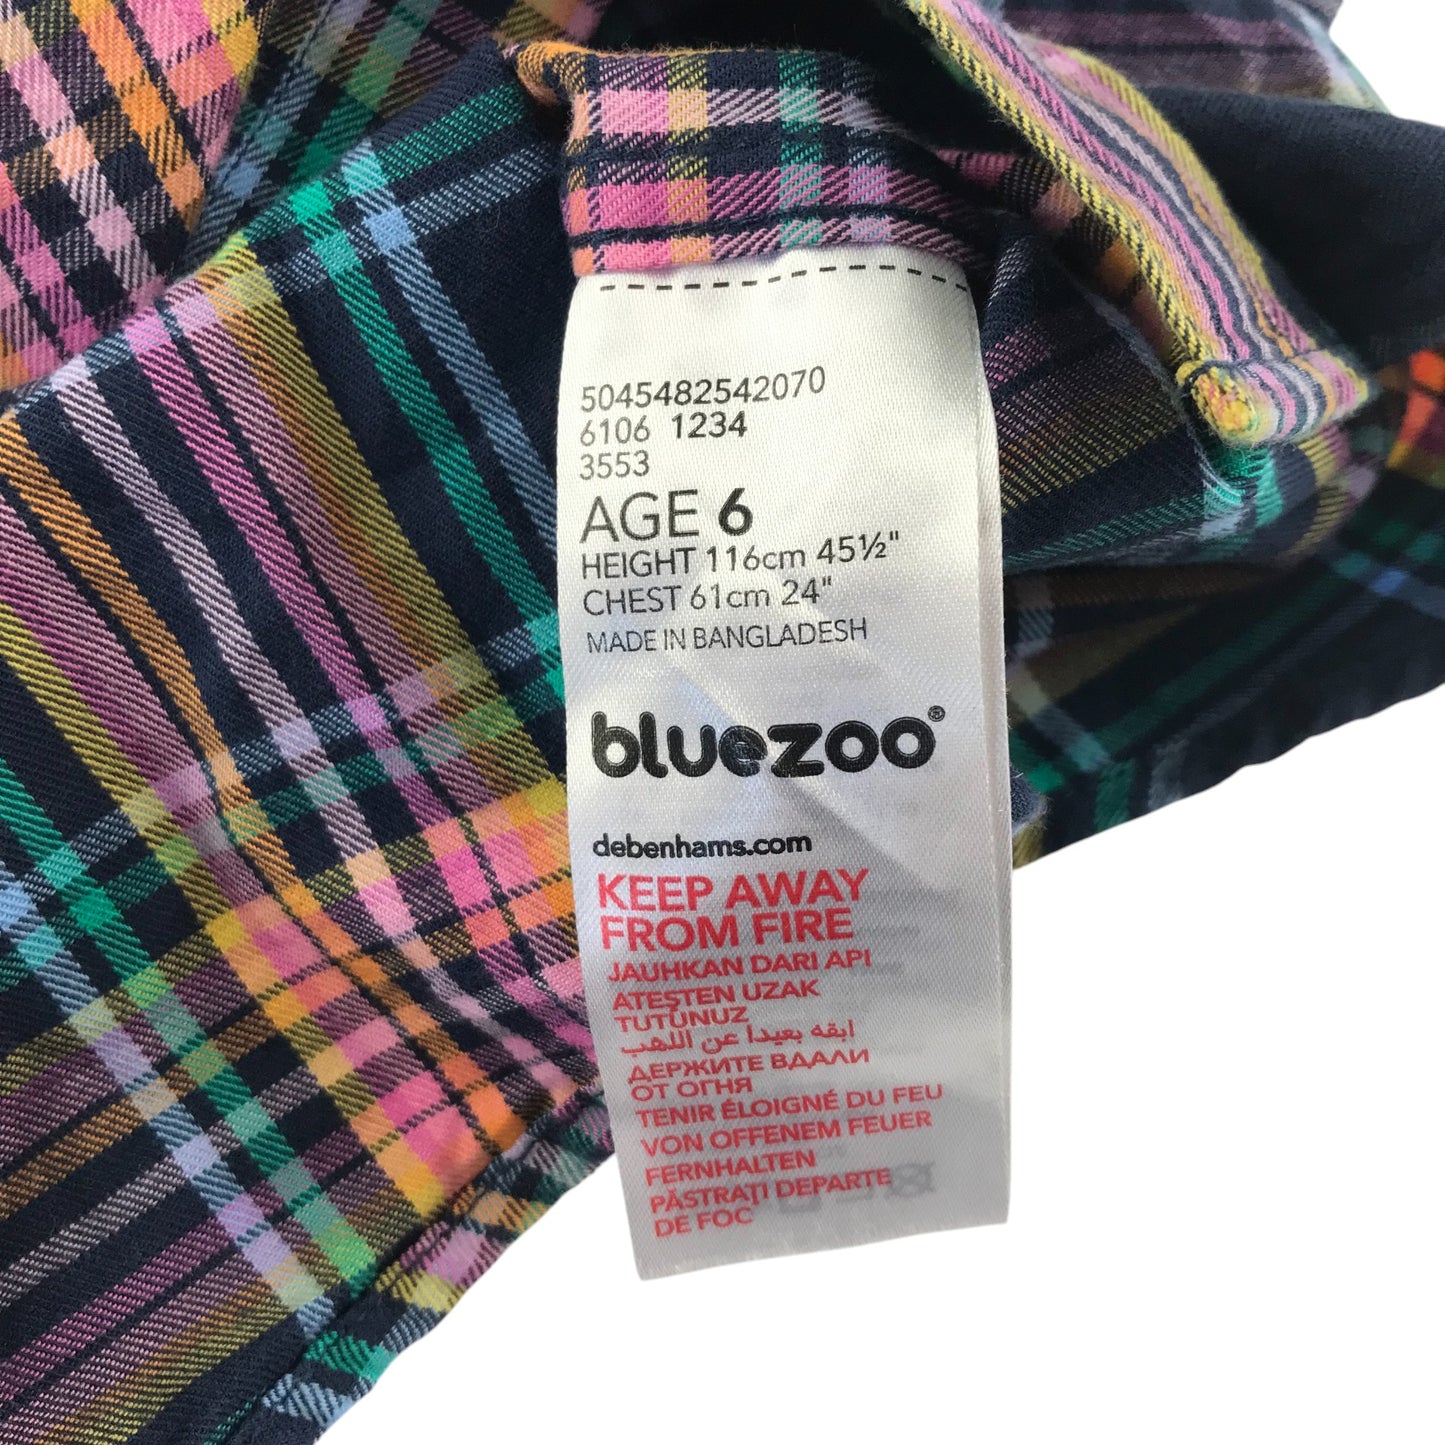 5045482542070
6106 1234
3553
AGE 6
HEIGHT 116cm 45½"
CHEST 61cm 24"
MADE IN BANGLADESH
bluezoo®
debenhams.com
KEEP AWAY
FROM FIRE
JAUHKAN DARI API
ATEŞTEN UZAK
TUTUNUZ
ابقه بعيدا عن اللهب
ДЕРЖИТЕ ВДАЛИ
ОТ ОГНЯ
TENIR ÉLOIGNÉ DU FEU
VON OFFENEM FEUER
FERNHALTEN
PĂSTRAŢI DEPARTE
DE FOC